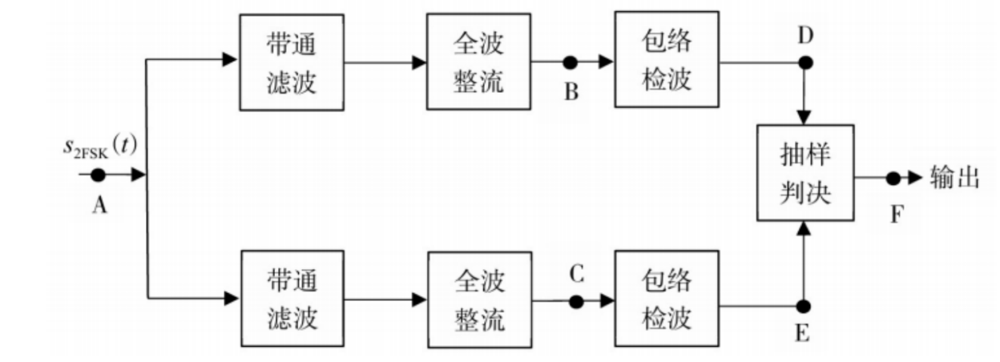 带通
滤波
全波
整流
B
包络
检波
D
s2FSK(t)
A
抽样
判决
输出
F
带通
滤波
全波
整流
C
包络
检波
E